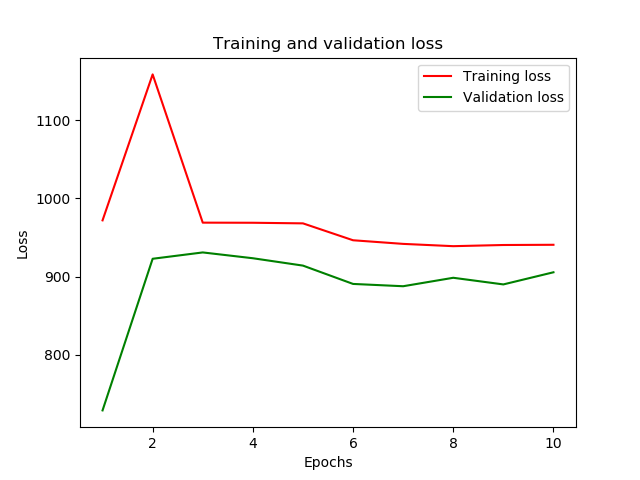 Training and validation loss
Training loss
Validation loss
1100
1000
900
800
Loss
2
4
6
8
10
Epochs